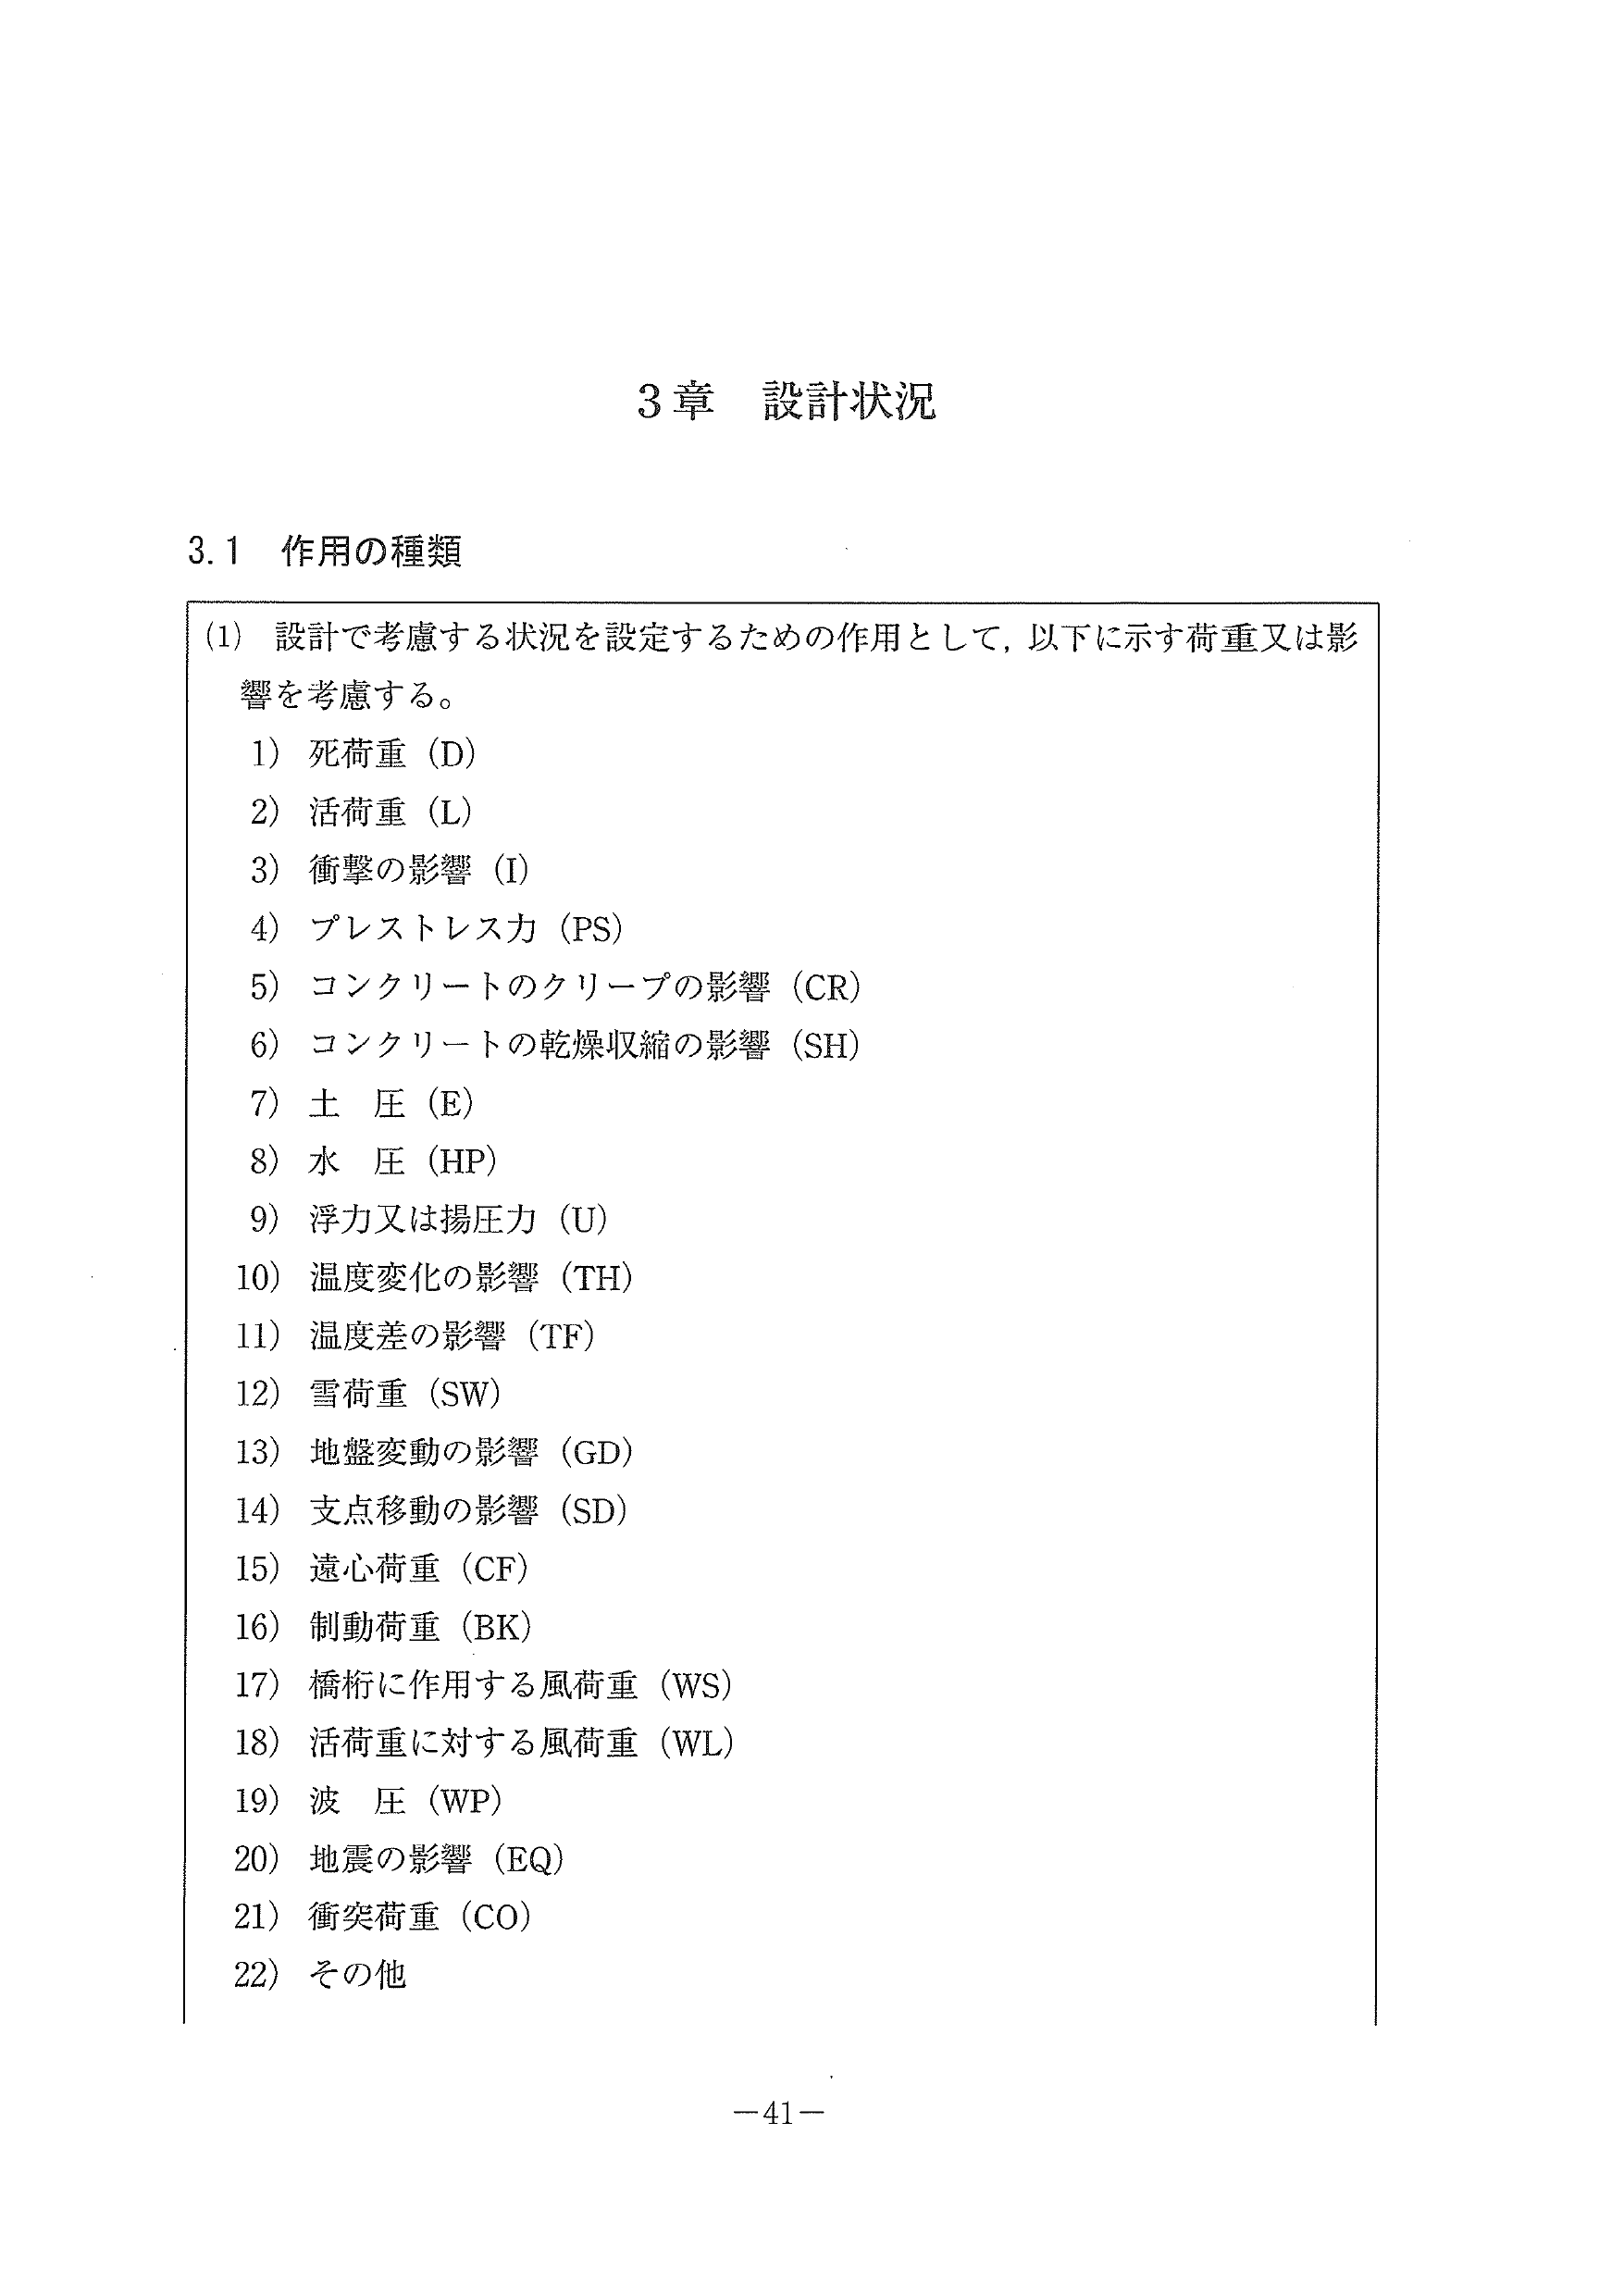 3章　設計状況
3.1　作用の種類
(1)　設計で考慮する状況を設定するための作用として，以下に示す荷重又は影
響を考慮する。
1)　死荷重（D）
2)　活荷重（L）
3)　衝撃の影響（I）
4)　プレストレス力（PS）
5)　コンクリートのクリープの影響（CR）
6)　コンクリートの乾燥収縮の影響（SH）
7)　土　圧（E）
8)　水　圧（HP）
9)　浮力又は揚圧力（U）
10)　温度変化の影響（TH）
11)　温度差の影響（TF）
12)　雪荷重（SW）
13)　地盤変動の影響（GD）
14)　支点移動の影響（SD）
15)　遠心荷重（CF）
16)　制動荷重（BK）
17)　橋桁に作用する風荷重（WS）
18)　活荷重に対する風荷重（WL）
19)　波　圧（WP）
20)　地震の影響（EQ）
21)　衝突荷重（CO）
22)　その他
―41―